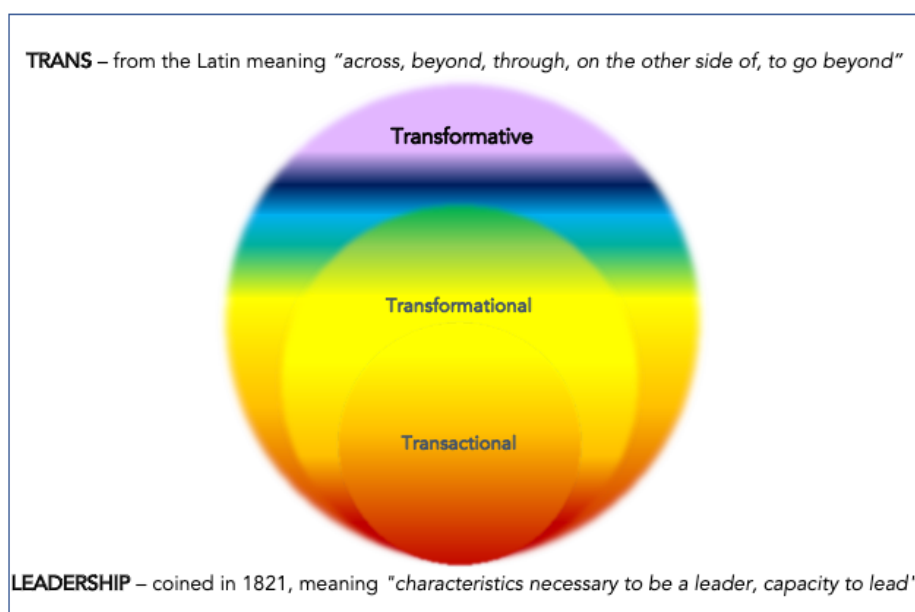 TRANS – from the Latin meaning "across, beyond, through, on the other side of, to go beyond"
Transformative
Transformational
Transactional
LEADERSHIP – coined in 1821, meaning "characteristics necessary to be a leader, capacity to lead"